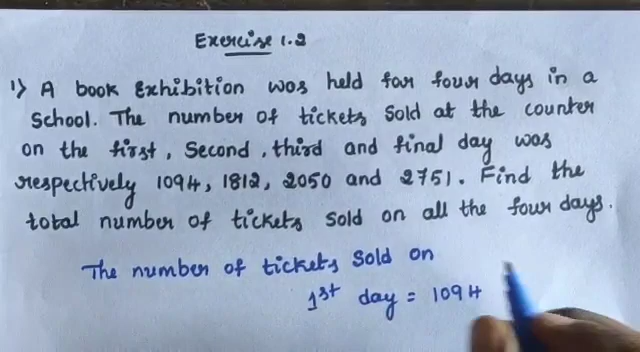 Exercise 1.2
1) A book Exhibition was held for four days in a
School. The number of tickets Sold at the counter
on the first, Second, third and final day was
respectively 1094, 1812, 2050 and 2751. Find the
total number of tickets Sold on all the four days.
The number of tickets Sold on
1st day = 1094